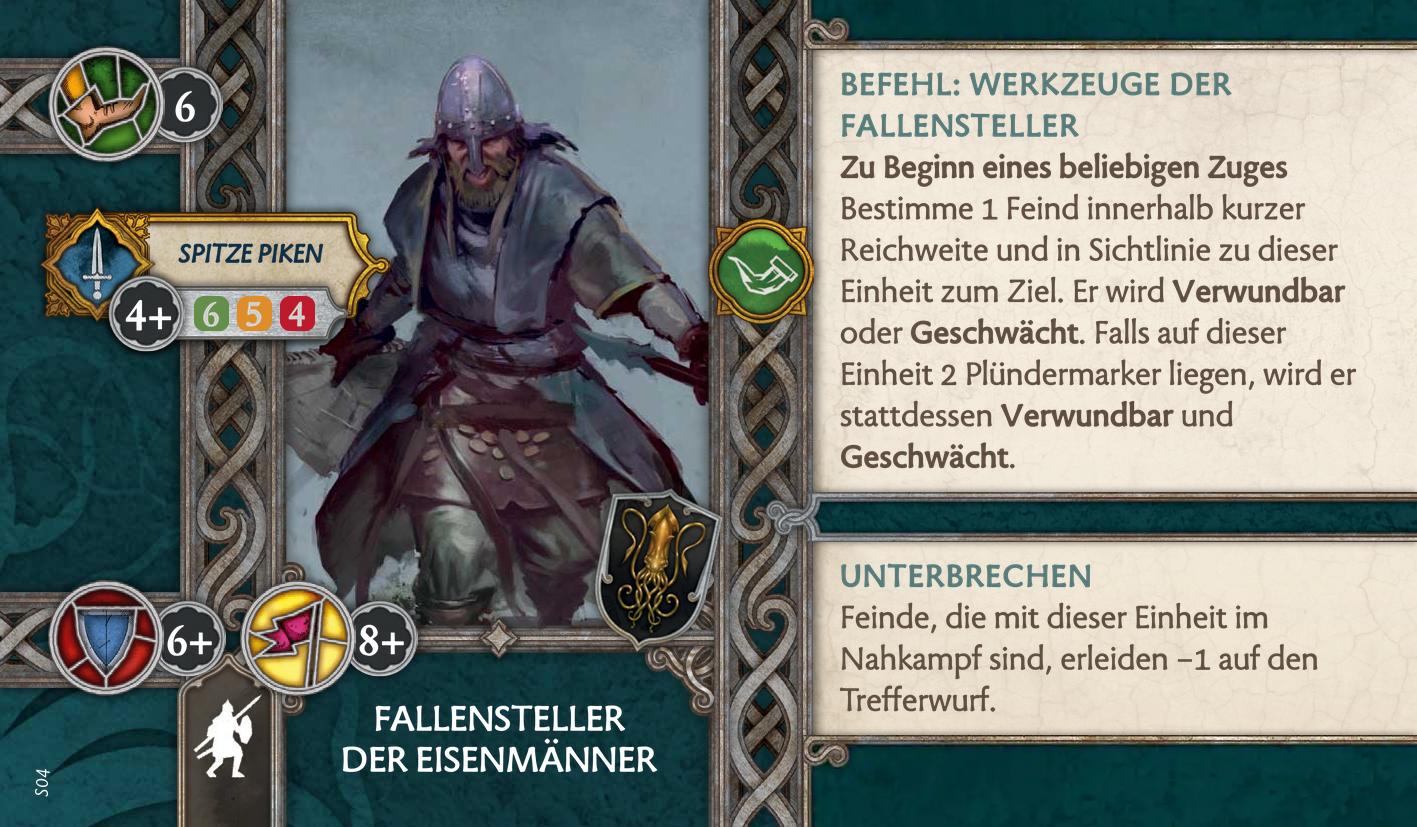 6
SPITZE PIKEN
4+ 6 5 4
6+
8+
FALLENSTELLER
DER EISENMÄNNER
S04
BEFEHL: WERKZEUGE DER
FALLENSTELLER
Zu Beginn eines beliebigen Zuges
Bestimme 1 Feind innerhalb kurzer
Reichweite und in Sichtlinie zu dieser
Einheit zum Ziel. Er wird Verwundbar
oder Geschwächt. Falls auf dieser
Einheit 2 Plündermarker liegen, wird er
stattdessen Verwundbar und
Geschwächt.
UNTERBRECHEN
Feinde, die mit dieser Einheit im
Nahkampf sind, erleiden −1 auf den
Trefferwurf.